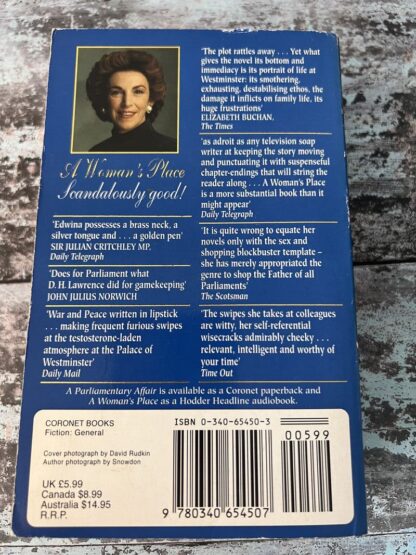 A Woman's Place
Scandalously good!
'Edwina possesses a brass neck, a
silver tongue and . . . a golden pen'
SIR JULIAN CRITCHLEY MP.
Daily Telegraph
'Does for Parliament what
D. H. Lawrence did for gamekeeping'
JOHN JULIUS NORWICH
'War and Peace written in lipstick
. . . making frequent furious swipes
at the testosterone-laden
atmosphere at the Palace of
Westminster'
Daily Mail
'The plot rattles away . . . Yet what
gives the novel its bottom and
immediacy is its portrait of life at
Westminster: its smothering,
exhausting, destabilising ethos, the
damage it inflicts on family life, its
huge frustrations'
ELIZABETH BUCHAN,
The Times
'as adroit as any television soap
writer at keeping the story moving
and punctuating it with suspenseful
chapter-endings that will string the
reader along . . . A Woman's Place
is a more substantial book than it
might appear'
Daily Telegraph
'It is quite wrong to equate her
novels only with the sex and
shopping blockbuster template –
she has merely appropriated the
genre to shop the Father of all
Parliaments'
The Scotsman
'The swipes she takes at colleagues
are witty, her self-referential
wisecracks admirably cheeky . . .
relevant, intelligent and worthy of
your time'
Time Out
A Parliamentary Affair is available as a Coronet paperback and
A Woman's Place as a Hodder Headline audiobook.
CORONET BOOKS
Fiction: General
Cover photograph by David Rudkin
Author photograph by Snowdon
UK £5.99
Canada $8.99
Australia $14.95
R.R.P.
ISBN 0-340-65450-3
00599
9 780340 654507